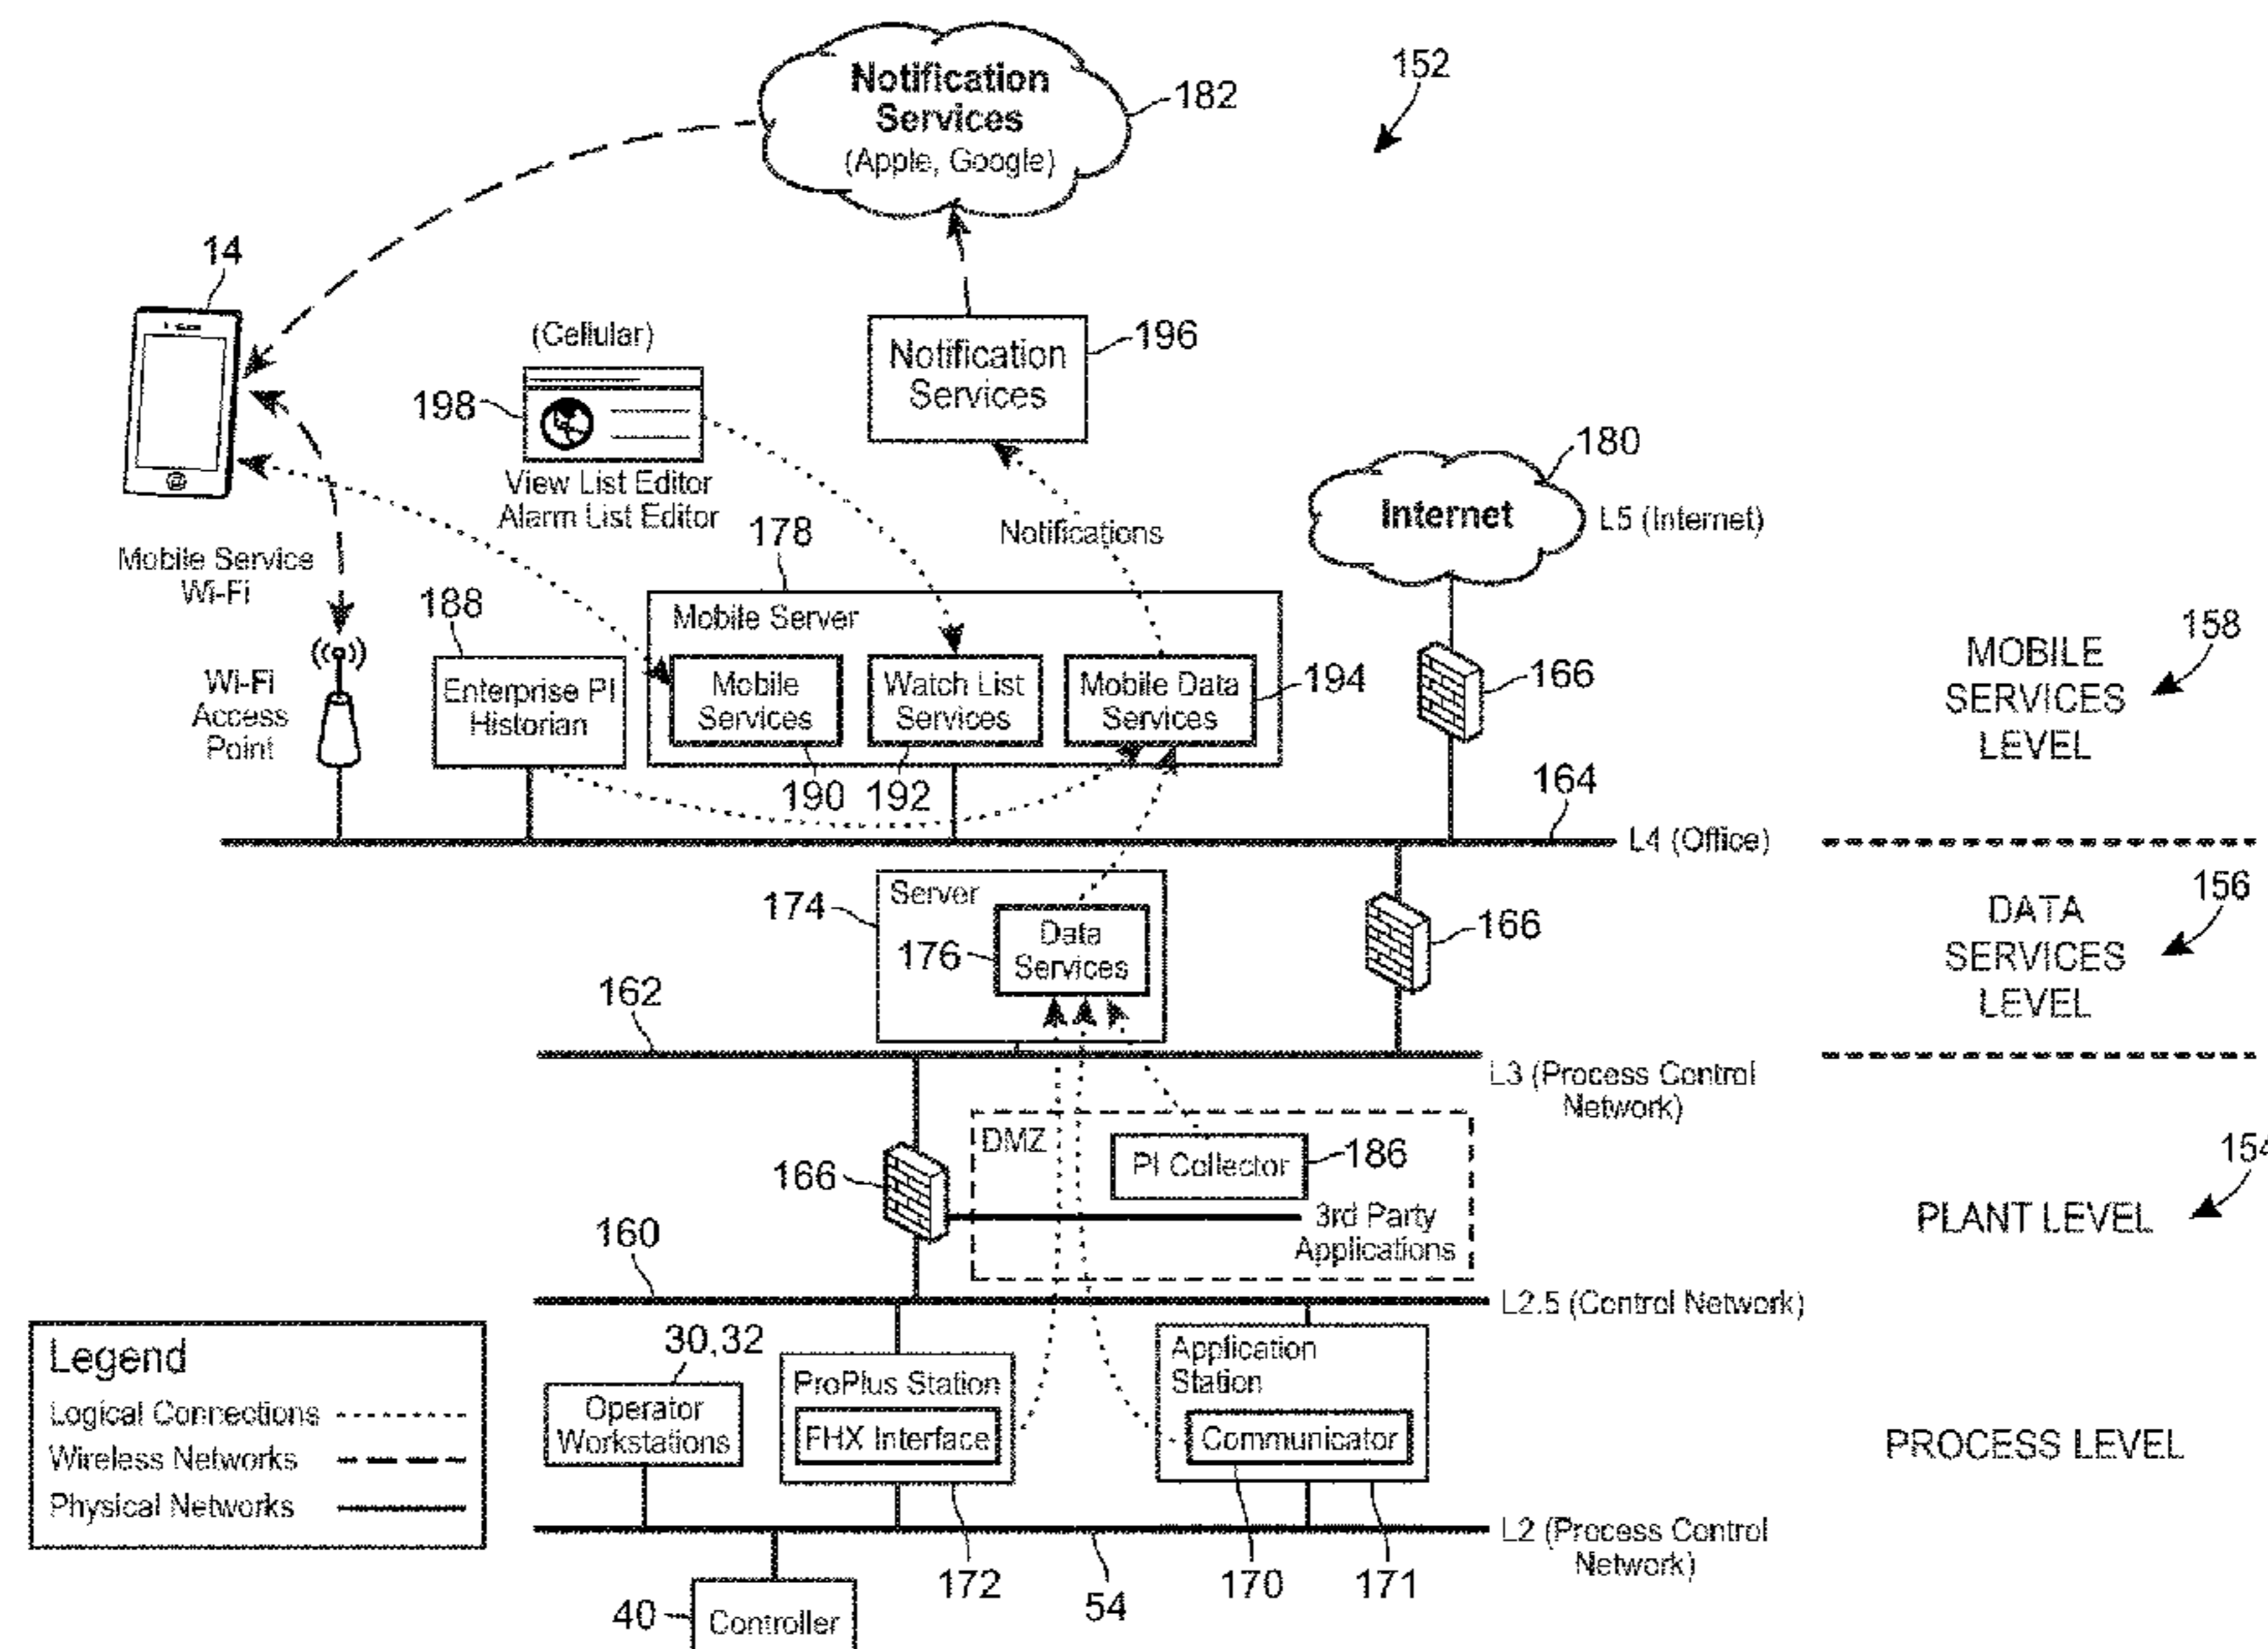 Notification
Services
(Apple, Google)
182
152
14
(Cellular)
198
View List Editor
Alarm List Editor
Notification
Services
196
180
Internet
L5 (Internet)
Notifications
Mobile Service
Wi-Fi
178
188
Mobile Server
Wi-Fi
Access
Point
Enterprise PI
Historian
Mobile
Services
Watch List
Services
Mobile Data
Services
194
166
190
192
MOBILE
SERVICES
LEVEL
158
164
L4 (Office)
174
Server
176
Data
Services
166
DATA
SERVICES
LEVEL
156
162
L3 (Process Control
Network)
DMZ
PI Collector
186
166
3rd Party
Applications
PLANT LEVEL
154
160
L2.5 (Control Network)
30,32
Operator
Workstations
ProPlus Station
FHX Interface
Application
Station
Communicator
PROCESS LEVEL
Legend
Logical Connections
Wireless Networks
Physical Networks
L2 (Process Control
Network)
172
54
170
171
40
Controller